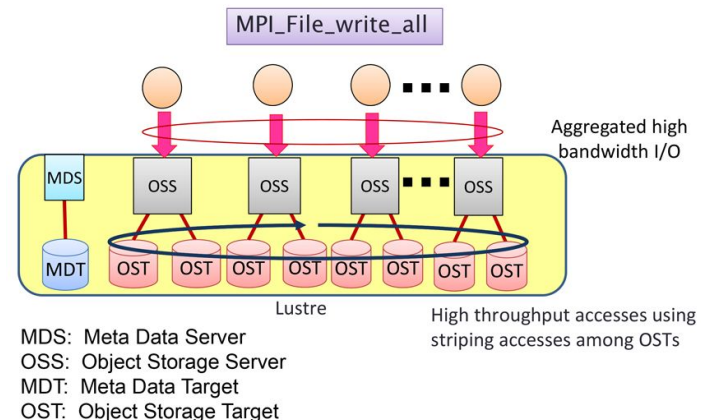 MPI_File_write_all
Aggregated high
bandwidth I/O
MDS
OSS
OSS
OSS
OSS
MDT
OST
OST
OST
OST
OST
OST
OST
OST
Lustre
High throughput accesses using
striping accesses among OSTs
MDS: Meta Data Server
OSS: Object Storage Server
MDT: Meta Data Target
OST: Object Storage Target